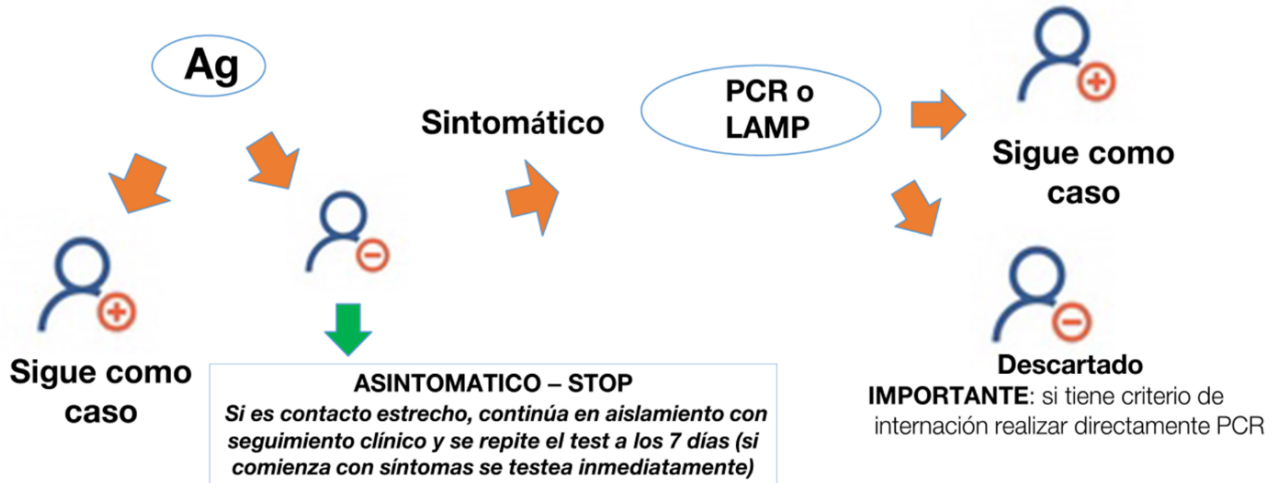 Ag
Sigue como
caso
ASINTOMATICO – STOP
Si es contacto estrecho, continúa en aislamiento con
seguimiento clínico y se repite el test a los 7 días (si
comienza con síntomas se testea inmediatamente)
Sintomático
PCR o
LAMP
Sigue como
caso
Descartado
IMPORTANTE: si tiene criterio de
internación realizar directamente PCR